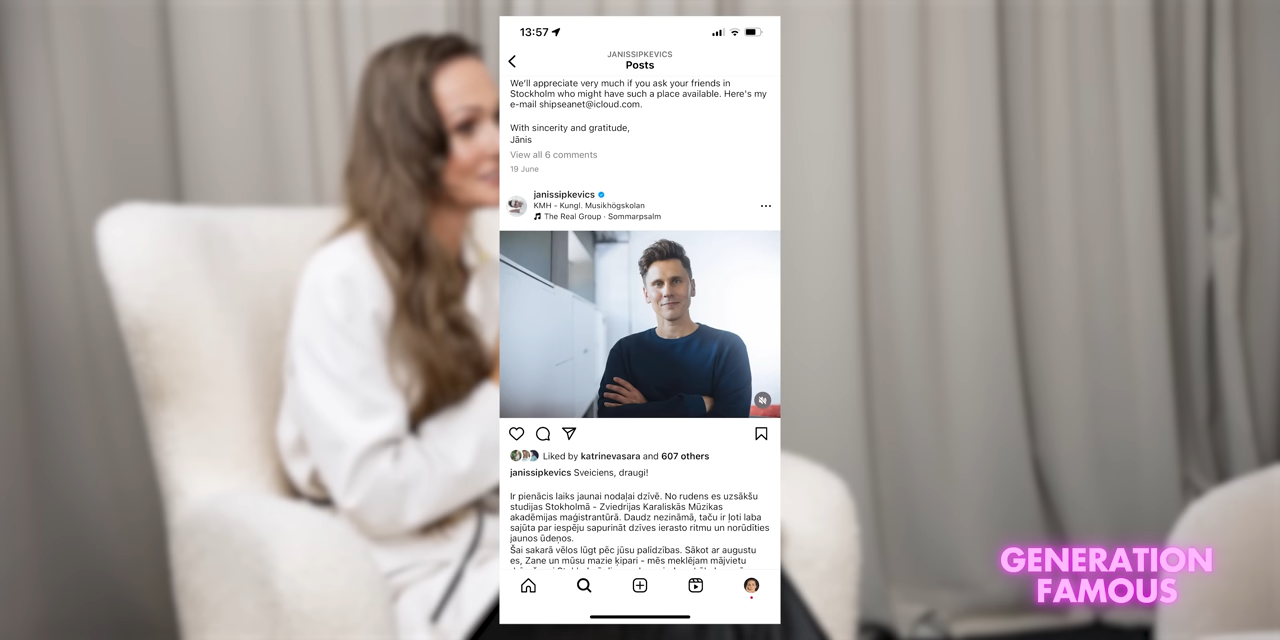 13:57
JANISSIPKEVICS
Posts
We'll appreciate very much if you ask your friends in
Stockholm who might have such a place available. Here's my
e-mail shipseanet@icloud.com.
With sincerity and gratitude,
Jānis
View all 6 comments
19 June
janissipkevics
KMH - Kungl. Musikhögskolan
The Real Group · Sommarpsalm
Liked by katrinevasara and 607 others
janissipkevics Sveiciens, draugi!
Ir pienācis laiks jaunai nodaļai dzīvē. No rudens es uzsākšu
studijas Stokholmā - Zviedrijas Karaliskās Mūzikas
akadēmijas maģistrantūrā. Daudz nezināmā, taču ir ļoti laba
sajūta par iespēju sapurināt dzīves ierasto ritmu un norūdīties
jaunos ūdeņos.
Šai sakarā vēlos lūgt pēc jūsu palīdzības. Sākot ar augustu
es, Zane un mūsu mazie ķipari - mēs meklējam mājvietu
GENERATION
FAMOUS